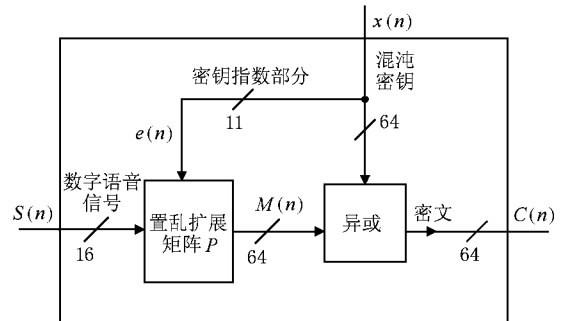 x(n)
混沌
密钥
密钥指数部分
11
64
e(n)
数字语音
信号
S(n)
16
置乱扩展
矩阵P
M(n)
64
异或
密文
64
C(n)